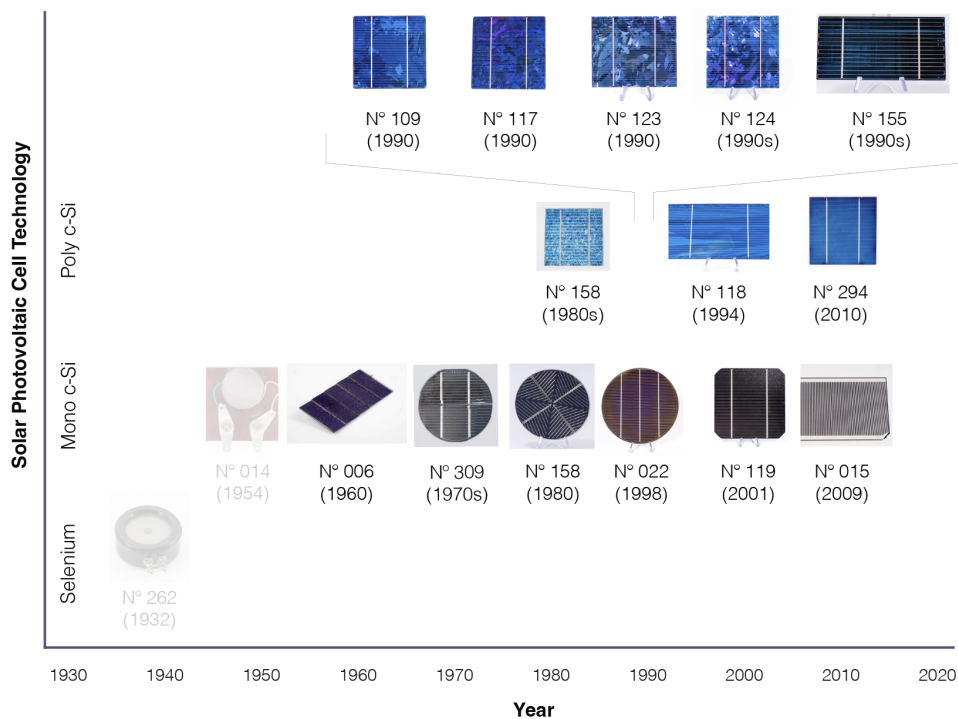 N° 109
(1990)
N° 117
(1990)
N° 123
(1990)
N° 124
(1990s)
N° 155
(1990s)
Solar Photovoltaic Cell Technology
Poly c-Si
N° 158
(1980s)
N° 118
(1994)
N° 294
(2010)
Mono c-Si
N° 014
(1954)
N° 006
(1960)
N° 309
(1970s)
N° 158
(1980)
N° 022
(1998)
N° 119
(2001)
N° 015
(2009)
Selenium
N° 262
(1932)
1930 1940 1950 1960 1970 1980 1990 2000 2010 2020
Year